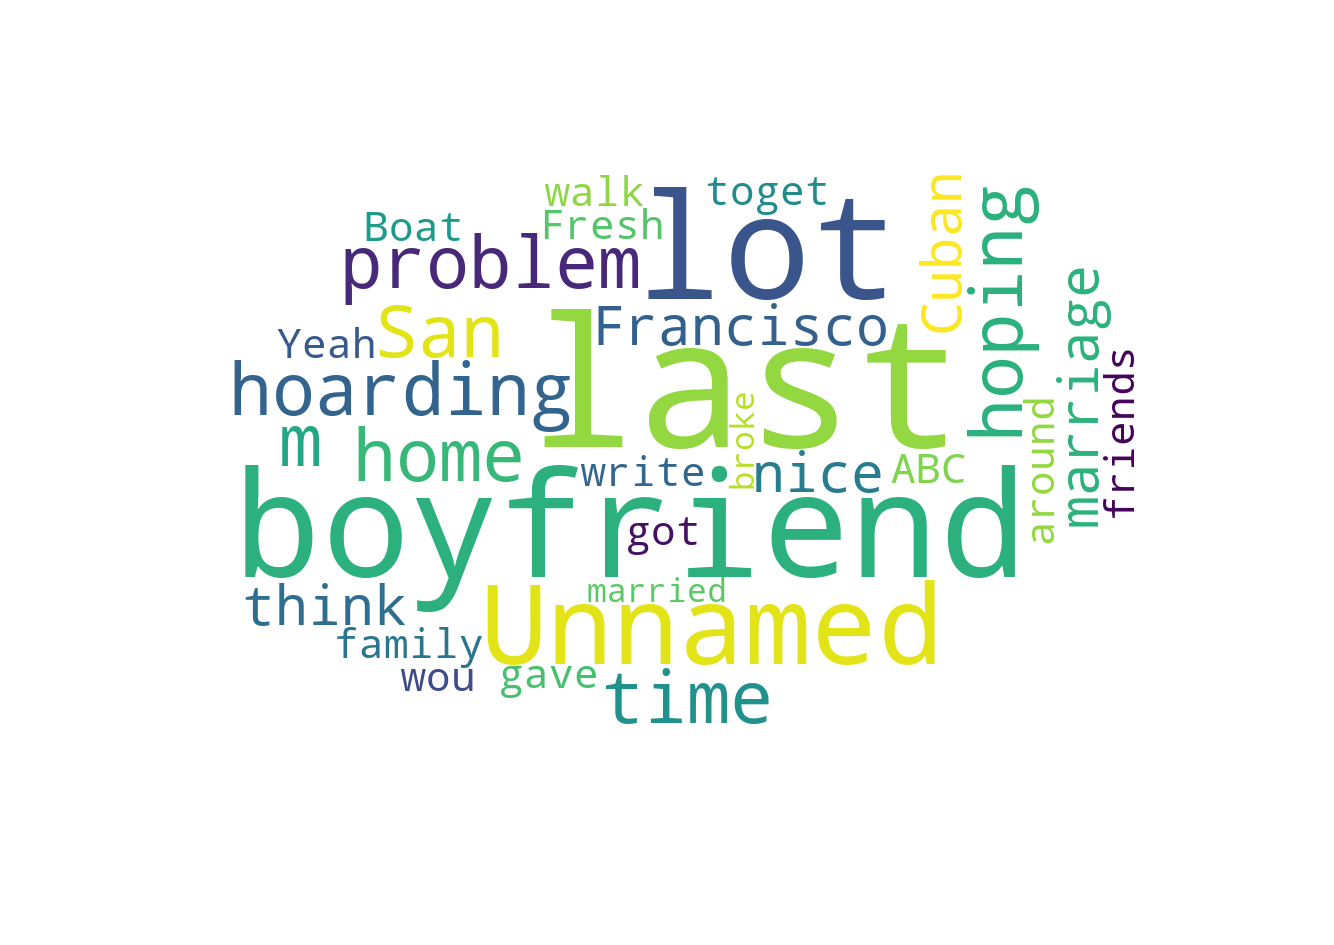 walk
toget
Boat
Fresh
lot
Cuban
hoping
problem
San
Francisco
Yeah
last
marriage
friends
hoarding
broke
around
m
home
write
nice
ABC
boyfriend
got
think
married
Unnamed
family
wou
gave
time